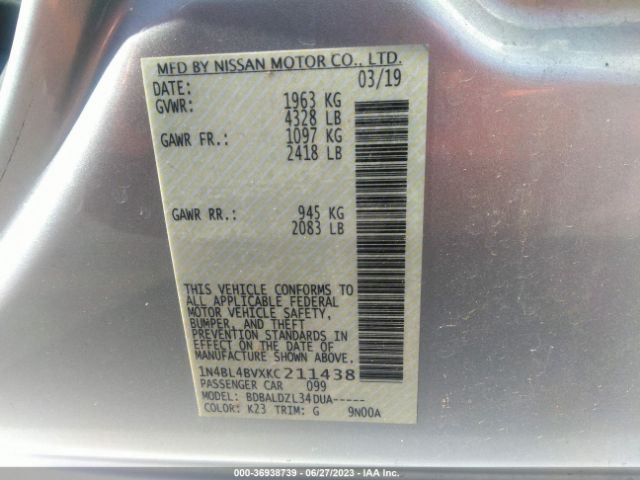 MFD BY NISSAN MOTOR CO., LTD.
DATE: 03/19
GVWR: 1963 KG
4328 LB
GAWR FR.: 1097 KG
2418 LB
GAWR RR.: 945 KG
2083 LB
THIS VEHICLE CONFORMS TO
ALL APPLICABLE FEDERAL
MOTOR VEHICLE SAFETY,
BUMPER, AND THEFT
PREVENTION STANDARDS IN
EFFECT ON THE DATE OF
MANUFACTURE SHOWN ABOVE.
1N4BL4BVXKC211438
PASSENGER CAR 099
MODEL: BDBALDZL34DUA-----
COLOR: K23 TRIM: G 9N00A
000-36938739 - 06/27/2023 - IAA Inc.